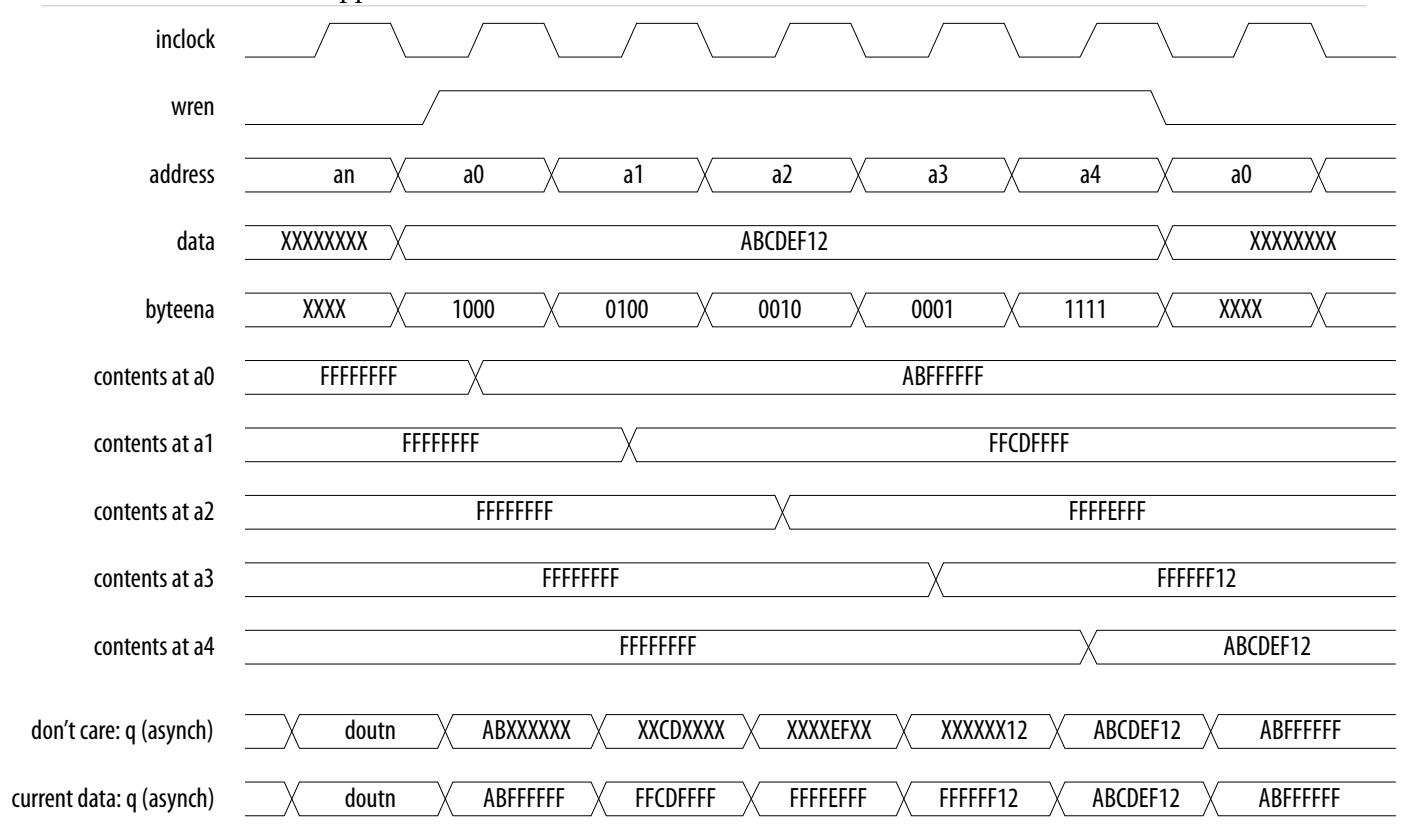 inclock
wren
address an a0 a1 a2 a3 a4 a0
data XXXXXXXX ABCDEF12 XXXXXXXX
byteena XXXX 1000 0100 0010 0001 1111 XXXX
contents at a0 FFFFFFFF ABFFFFFF
contents at a1 FFFFFFFF FFCDFFFF
contents at a2 FFFFFFFF FFFFEFFF
contents at a3 FFFFFFFF FFFFFF12
contents at a4 FFFFFFFF ABCDEF12
don't care: q (asynch) doutn ABXXXXXX XXCDXXXX XXXXEFXX XXXXXX12 ABCDEF12 ABFFFFFF
current data: q (asynch) doutn ABFFFFFF FFCDFFFF FFFFEFFF FFFFFF12 ABCDEF12 ABFFFFFF